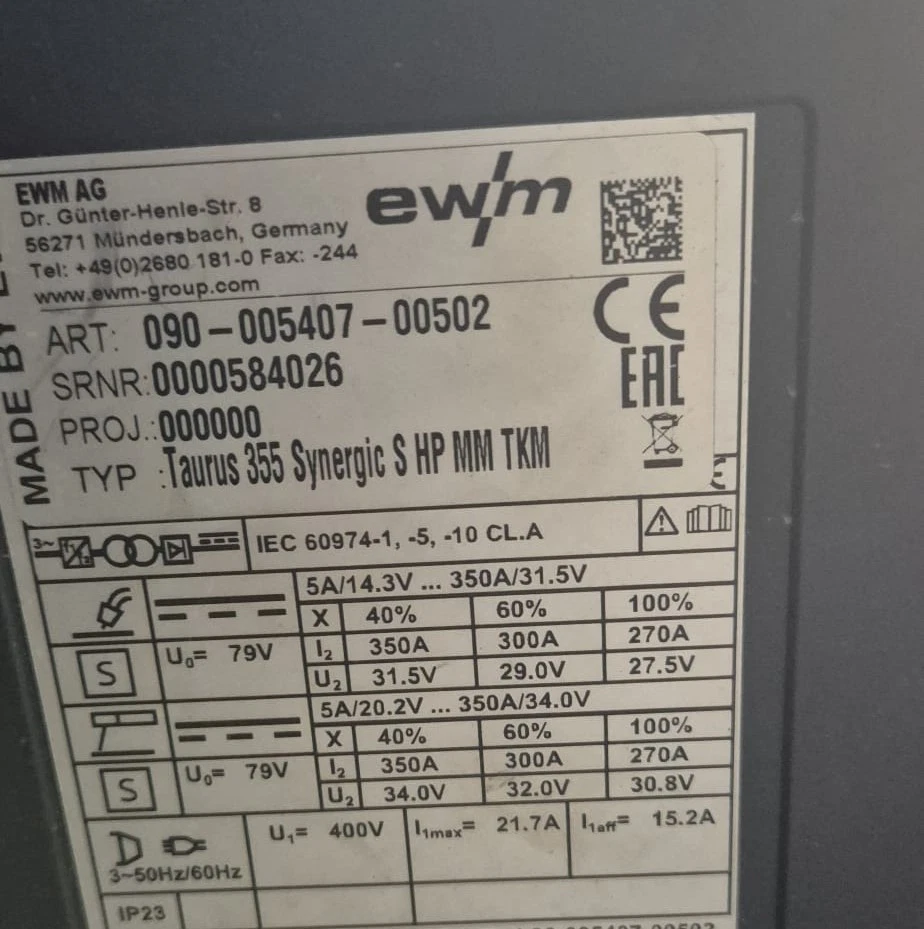 EWM AG
Dr. Günter-Henle-Str. 8
56271 Mündersbach, Germany
Tel: +49(0)2680 181-0 Fax: -244
www.ewm-group.com
ewm
CE
EAC
MADE BY
ART: 090-005407-00502
SRNR:0000584026
PROJ.:000000
TYP :Taurus 355 Synergic S HP MM TKM
3~ IEC 60974-1, -5, -10 CL.A
5A/14.3V ... 350A/31.5V
X 40% 60% 100%
I2 350A 300A 270A
U2 31.5V 29.0V 27.5V
S U0= 79V
5A/20.2V ... 350A/34.0V
X 40% 60% 100%
I2 350A 300A 270A
U2 34.0V 32.0V 30.8V
S U0= 79V
3~50Hz/60Hz U1= 400V I1max= 21.7A I1eff= 15.2A
IP23